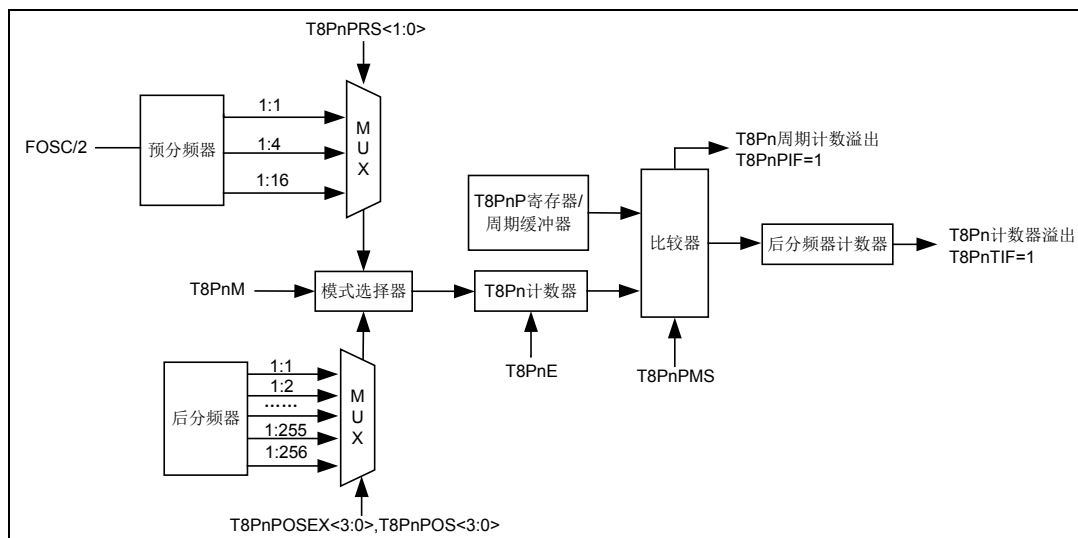 T8PnPRS<1:0>
FOSC/2
预分频器
1:1
1:4
1:16
MUX
T8PnP寄存器/
周期缓冲器
T8Pn周期计数溢出
T8PnPIF=1
比较器
后分频器计数器
T8Pn计数器溢出
T8PnTIF=1
T8PnM
模式选择器
T8Pn计数器
T8PnE
T8PnPMS
后分频器
1:1
1:2
......
1:255
1:256
MUX
T8PnPOSEX<3:0>,T8PnPOS<3:0>